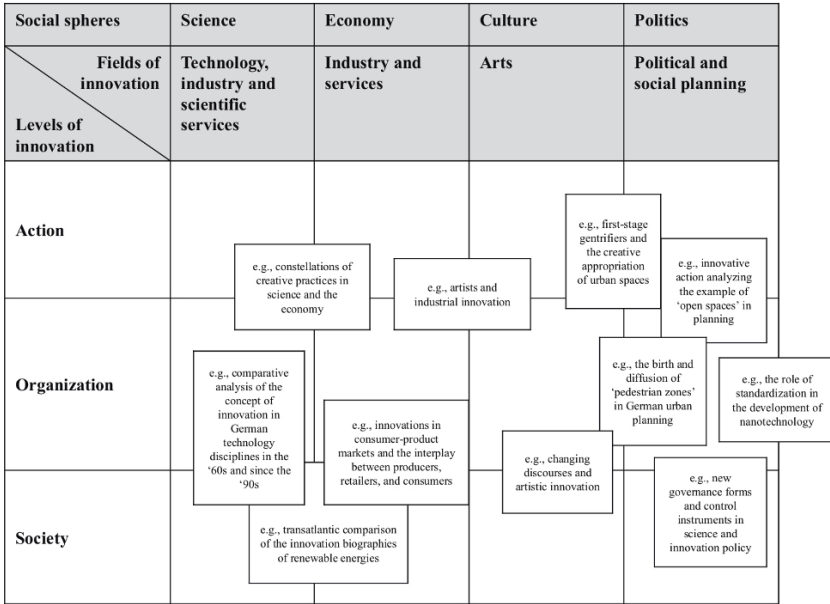 Social spheres
Science
Economy
Culture
Politics
Fields of
innovation
Levels of
innovation
Technology,
industry and
scientific
services
Industry and
services
Arts
Political and
social planning
Action
e.g., constellations of
creative practices in
science and the
economy
e.g., artists and
industrial innovation
e.g., first-stage
gentrifiers and
the creative
appropriation
of urban spaces
e.g., innovative
action analyzing
the example of
‘open spaces’ in
planning
Organization
e.g., comparative
analysis of the
concept of
innovation in
German
technology
disciplines in the
‘60s and since the
‘90s
e.g., innovations in
consumer-product
markets and the interplay
between producers,
retailers, and consumers
e.g., the birth and
diffusion of
‘pedestrian zones’
in German urban
planning
e.g., the role of
standardization in
the development of
nanotechnology
e.g., changing
discourses and
artistic innovation
Society
e.g., transatlantic comparison
of the innovation biographies
of renewable energies
e.g., new
governance forms
and control
instruments in
science and
innovation policy